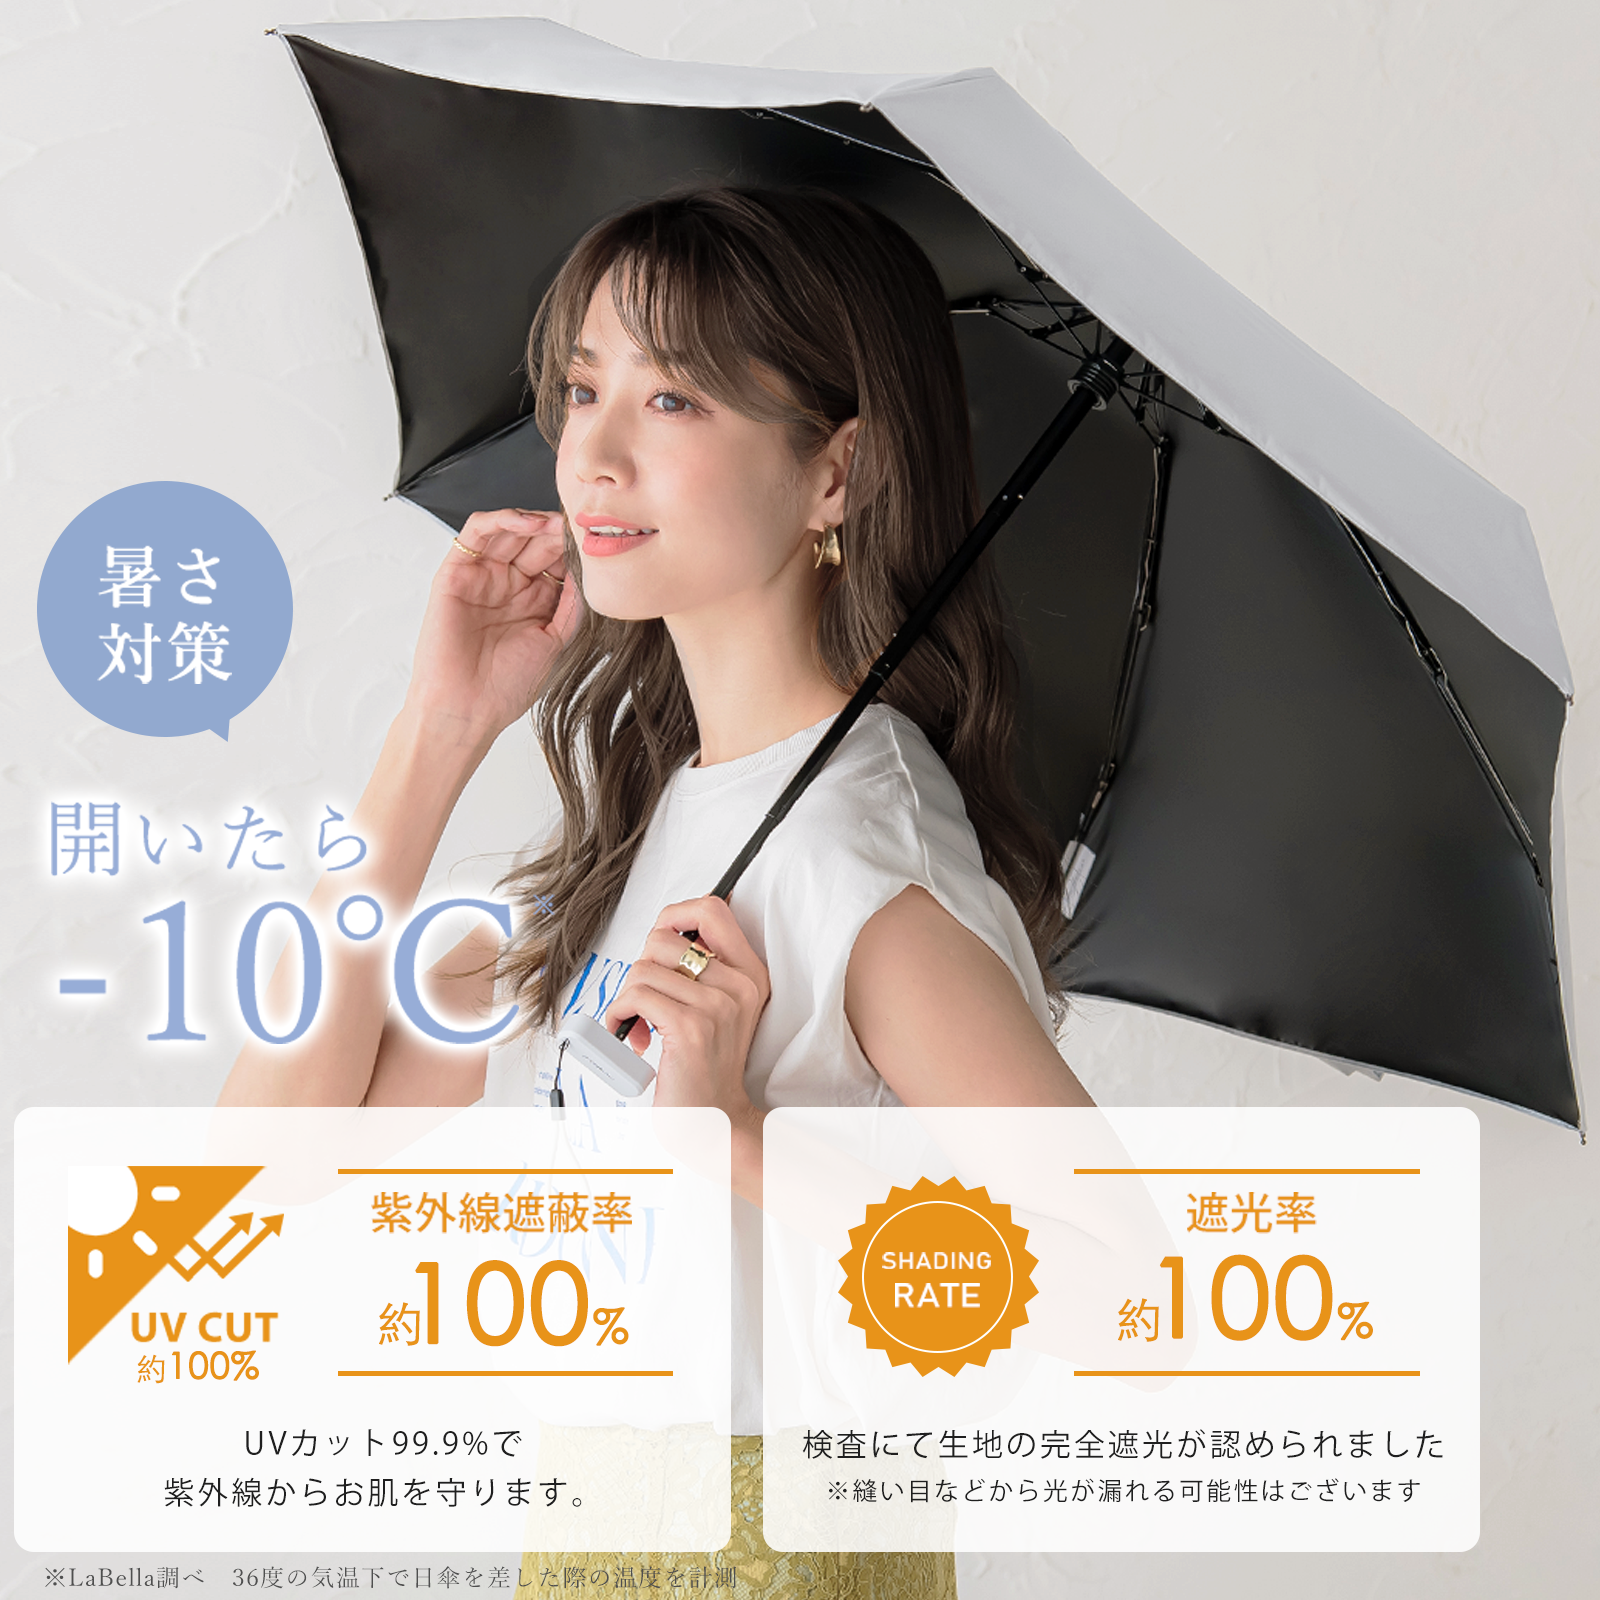 暑さ
対策
開いたら
-10℃※
UV CUT
約100%
紫外線遮蔽率
約100%
UVカット99.9%で
紫外線からお肌を守ります。
SHADING
RATE
遮光率
約100%
検査にて生地の完全遮光が認められました
※縫い目などから光が漏れる可能性はございます
※LaBella調べ　36度の気温下で日傘を差した際の温度を計測